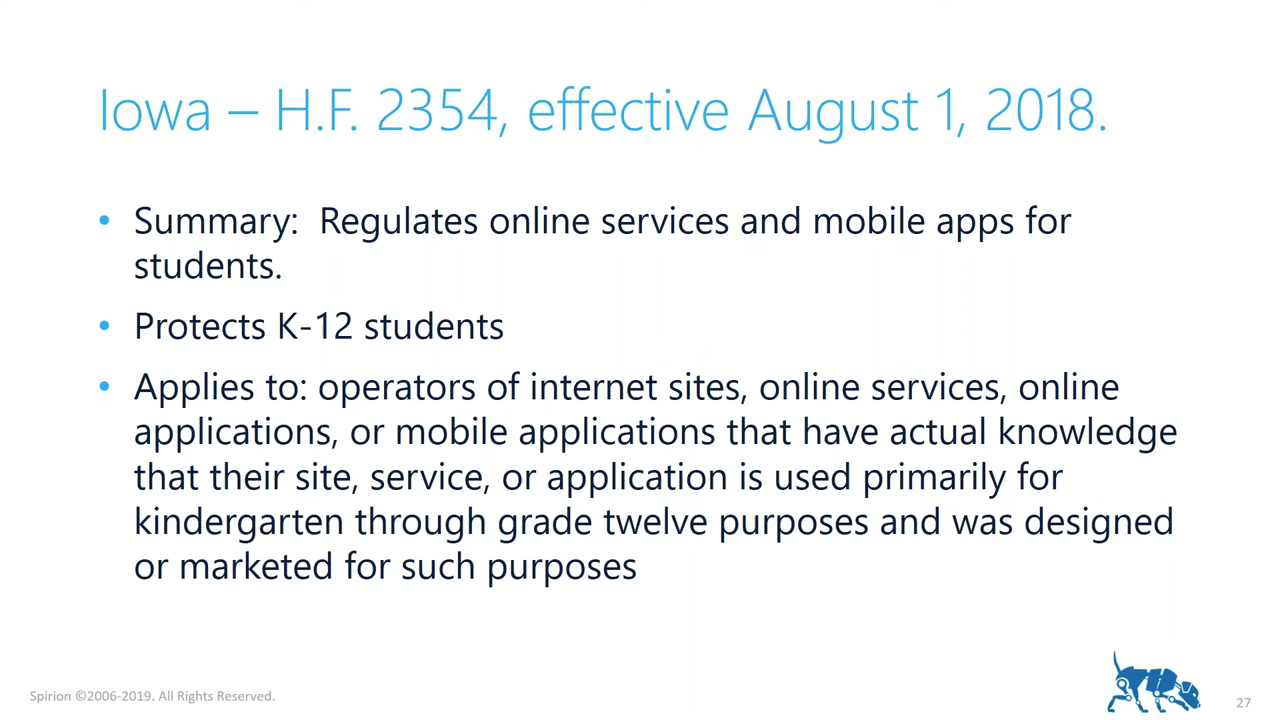 Iowa – H.F. 2354, effective August 1, 2018.
• Summary:  Regulates online services and mobile apps for
students.
• Protects K-12 students
• Applies to: operators of internet sites, online services, online
applications, or mobile applications that have actual knowledge
that their site, service, or application is used primarily for
kindergarten through grade twelve purposes and was designed
or marketed for such purposes
Spirion ©2006-2019. All Rights Reserved.
27